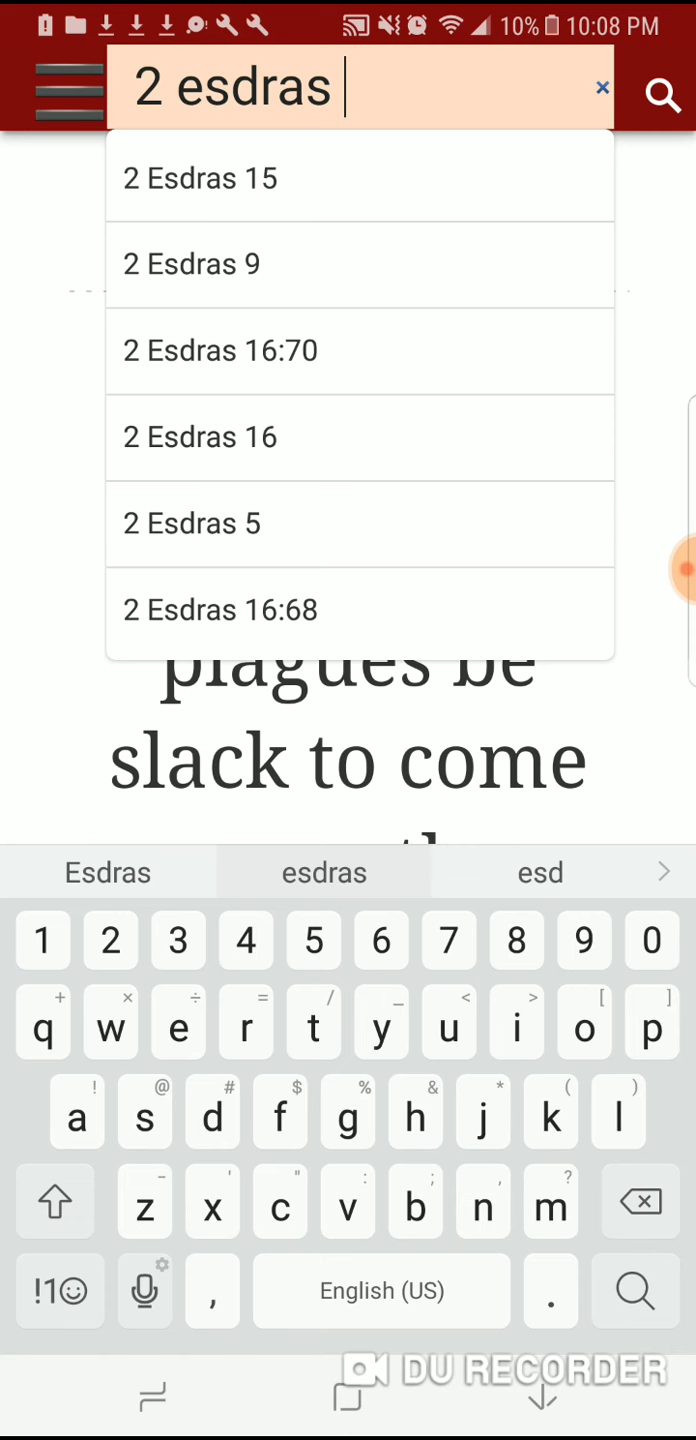 10% 10:08 PM
2 esdras
×
2 Esdras 15
2 Esdras 9
2 Esdras 16:70
2 Esdras 16
2 Esdras 5
2 Esdras 16:68
plagues be
slack to come
Esdras esdras esd >
1 2 3 4 5 6 7 8 9 0
+ × ÷ = / _ < > [ ]
q w e r t y u i o p
! @ # $ % & * ( )
a s d f g h j k l
- ' " : ; , ?
z x c v b n m
!1☺ , English (US) .
DU RECORDER